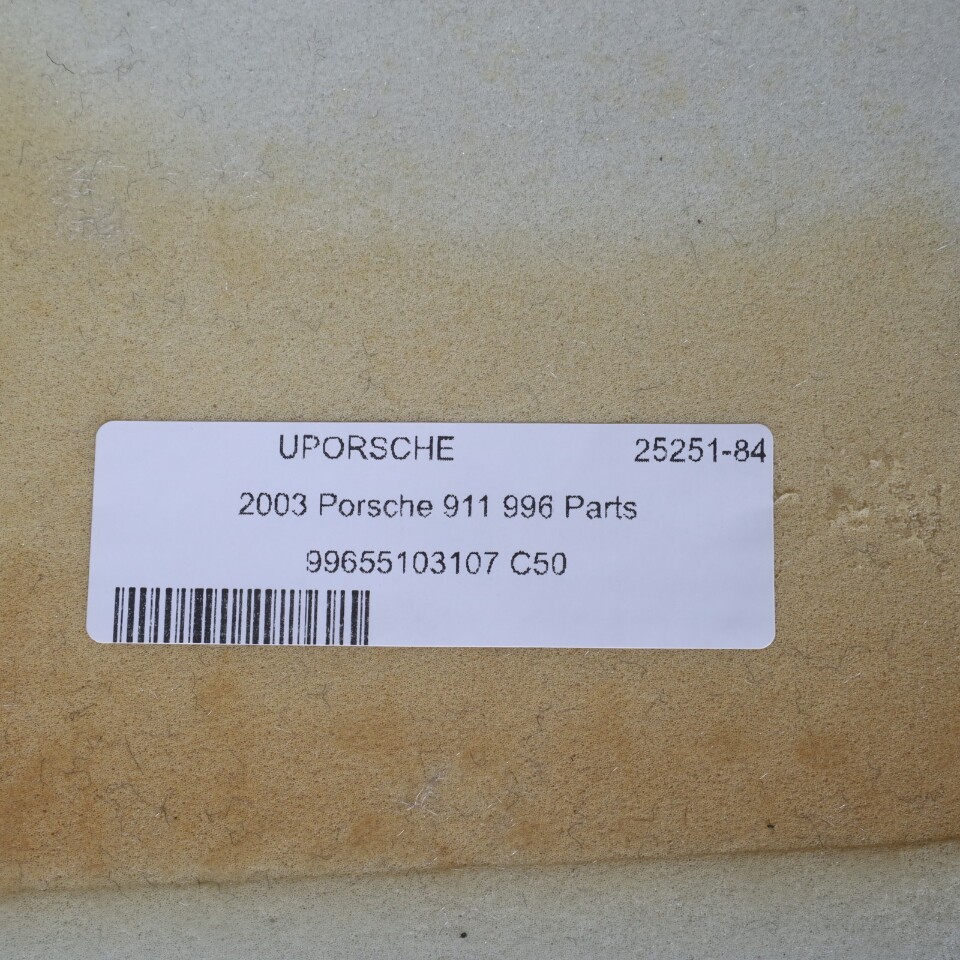 UPORSCHE 25251-84
2003 Porsche 911 996 Parts
99655103107 C50